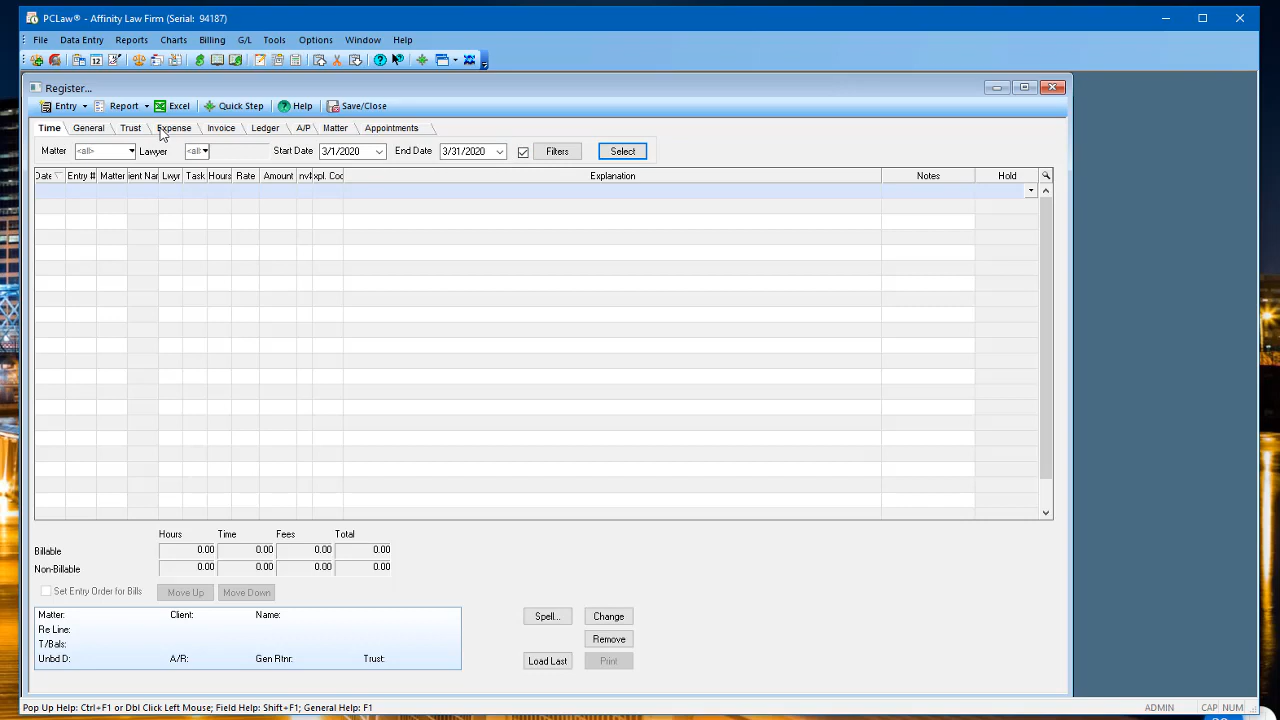 PCLaw® - Affinity Law Firm (Serial: 94187)
File Data Entry Reports Charts Billing G/L Tools Options Window Help
Register...
Entry Report Excel Quick Step Help Save/Close
Time General Trust Expense Invoice Ledger A/P Matter Appointments
Matter <all> Lawyer <all> Start Date 3/1/2020 End Date 3/31/2020 Filters Select
Date Entry # Matter ient Nar Lwyr Task Hours Rate Amount nv# xpl. Coc Explanation Notes Hold
Hours Time Fees Total
Billable 0.00 0.00 0.00 0.00
Non-Billable 0.00 0.00 0.00 0.00
Set Entry Order for Bills Move Up Move Down
Matter: Client: Name: Spell... Change
Re Line:
T/Bals: Remove
Unbd D: A/R: Gen Rtnr: Trust: Load Last Print
Pop Up Help: Ctrl+F1 or Dbl Click Left Mouse; Field Help: Shift+F1; General Help: F1 ADMIN CAP NUM